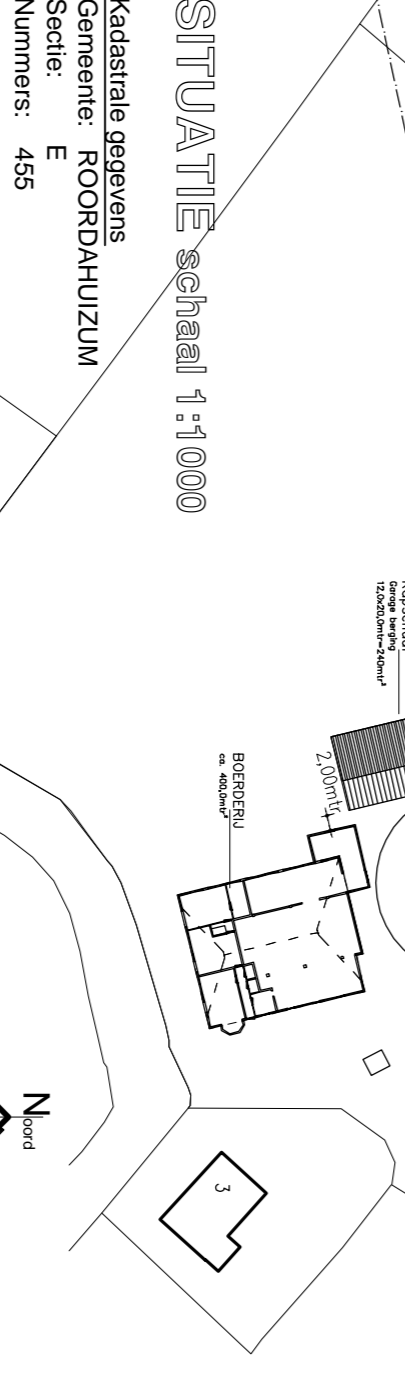 SITUATIE schaal 1:1000
Kadastrale gegevens
Gemeente: ROORDAHUIZUM
Sectie: E
Nummers: 455
Garage berging
12,0x20,0mtr=240mtr²
2,00mtr
BOERDERIJ
ca. 400,0mtr²
3
Noord